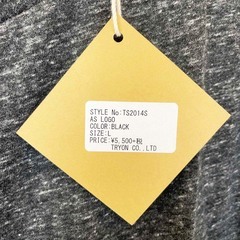 STYLE No:TS2014S
AS LOGO
COLOR:BLACK
SIZE:L
PRICE:¥5,500+税
TRYON CO.,LTD